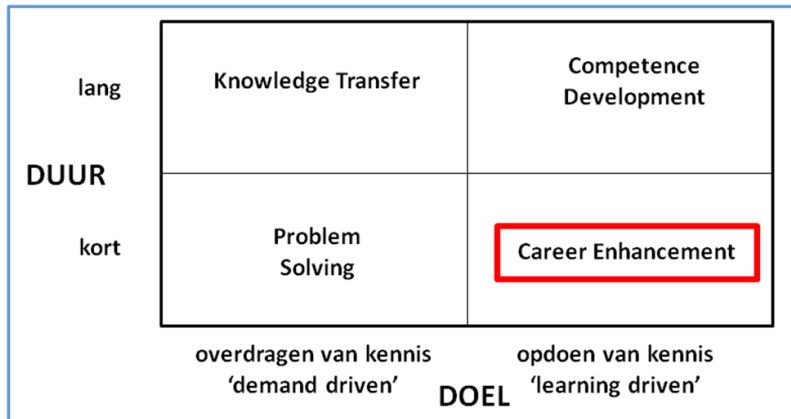 lang
Knowledge Transfer
Competence
Development
DUUR
kort
Problem
Solving
Career Enhancement
overdragen van kennis
‘demand driven’
opdoen van kennis
‘learning driven’
DOEL